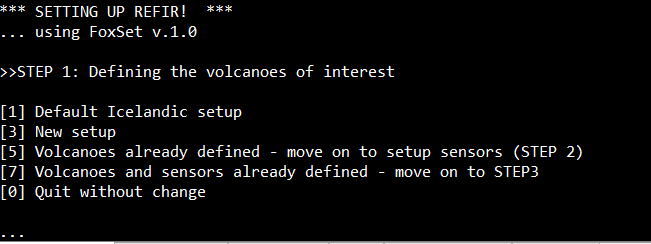 *** SETTING UP REFIR!  ***
... using FoxSet v.1.0
>>STEP 1: Defining the volcanoes of interest
[1] Default Icelandic setup
[3] New setup
[5] Volcanoes already defined - move on to setup sensors (STEP 2)
[7] Volcanoes and sensors already defined - move on to STEP3
[0] Quit without change
...